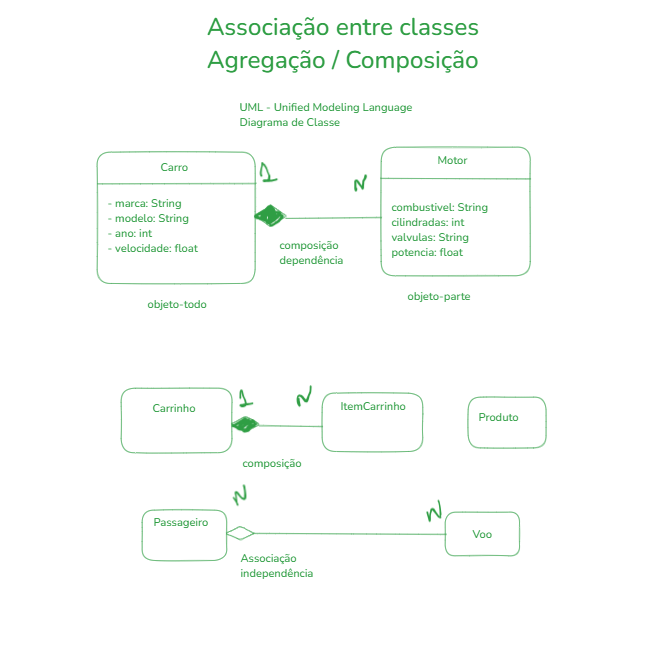 Associação entre classes
Agregação / Composição
UML - Unified Modeling Language
Diagrama de Classe
Carro
1
N
Motor
- marca: String
- modelo: String
- ano: int
- velocidade: float
combustivel: String
cilindradas: int
valvulas: String
potencia: float
composição
dependência
objeto-todo
objeto-parte
Carrinho
1
N
ItemCarrinho
Produto
composição
Passageiro
N
N
Voo
Associação
independência